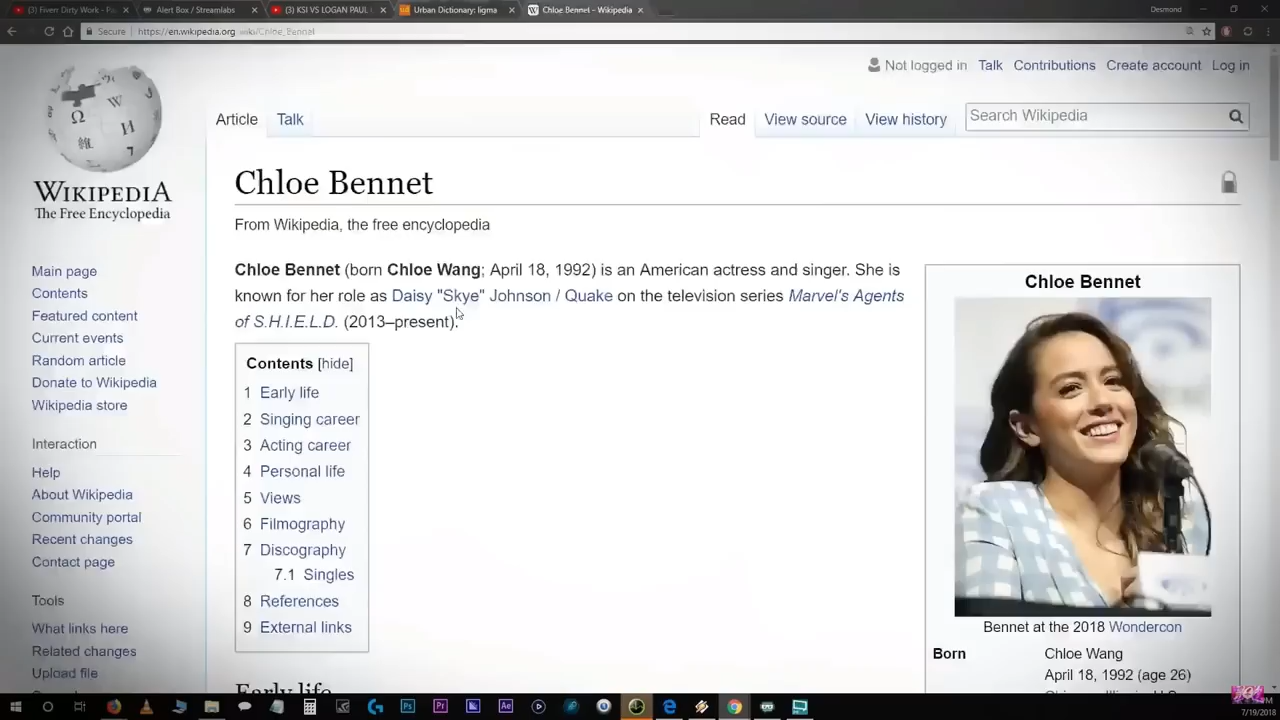 (3) Fiverr Dirty Work - 
Alert Box / Streamlabs
(3) KSI VS LOGAN PAUL
Urban Dictionary: ligma
Chloe Bennet - Wikipedia
Desmond
Secure
https://en.wikipedia.org/wiki/Chloe_Bennet
Not logged in Talk Contributions Create account Log in
Article Talk Read View source View history Search Wikipedia
WIKIPEDIA
The Free Encyclopedia
Main page
Contents
Featured content
Current events
Random article
Donate to Wikipedia
Wikipedia store
Interaction
Help
About Wikipedia
Community portal
Recent changes
Contact page
Tools
What links here
Related changes
Upload file
Chloe Bennet
From Wikipedia, the free encyclopedia
Chloe Bennet (born Chloe Wang; April 18, 1992) is an American actress and singer. She is
known for her role as Daisy "Skye" Johnson / Quake on the television series Marvel's Agents
of S.H.I.E.L.D. (2013–present).
Contents [hide]
1 Early life
2 Singing career
3 Acting career
4 Personal life
5 Views
6 Filmography
7 Discography
7.1 Singles
8 References
9 External links
Early life
Chloe Bennet
Bennet at the 2018 Wondercon
Born Chloe Wang
April 18, 1992 (age 26)
7/19/2018